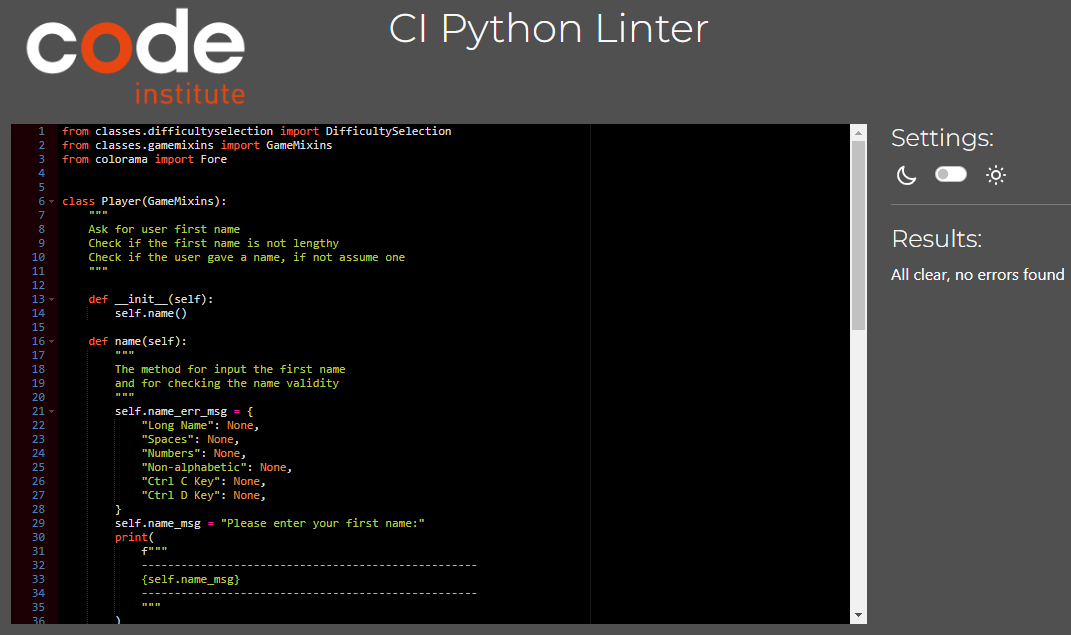 code
institute
CI Python Linter
1 from classes.difficultyselection import DifficultySelection
2 from classes.gamemixins import GameMixins
3 from colorama import Fore
4
5
6 class Player(GameMixins):
7     """
8     Ask for user first name
9     Check if the first name is not lengthy
10     Check if the user gave a name, if not assume one
11     """
12
13     def __init__(self):
14         self.name()
15
16     def name(self):
17         """
18         The method for input the first name
19         and for checking the name validity
20         """
21         self.name_err_msg = {
22             "Long Name": None,
23             "Spaces": None,
24             "Numbers": None,
25             "Non-alphabetic": None,
26             "Ctrl C Key": None,
27             "Ctrl D Key": None,
28         }
29         self.name_msg = "Please enter your first name:"
30         print(
31             f"""
32             ---------------------------------------------------
33             {self.name_msg}
34             ---------------------------------------------------
35             """
36         )
Settings:
Results:
All clear, no errors found